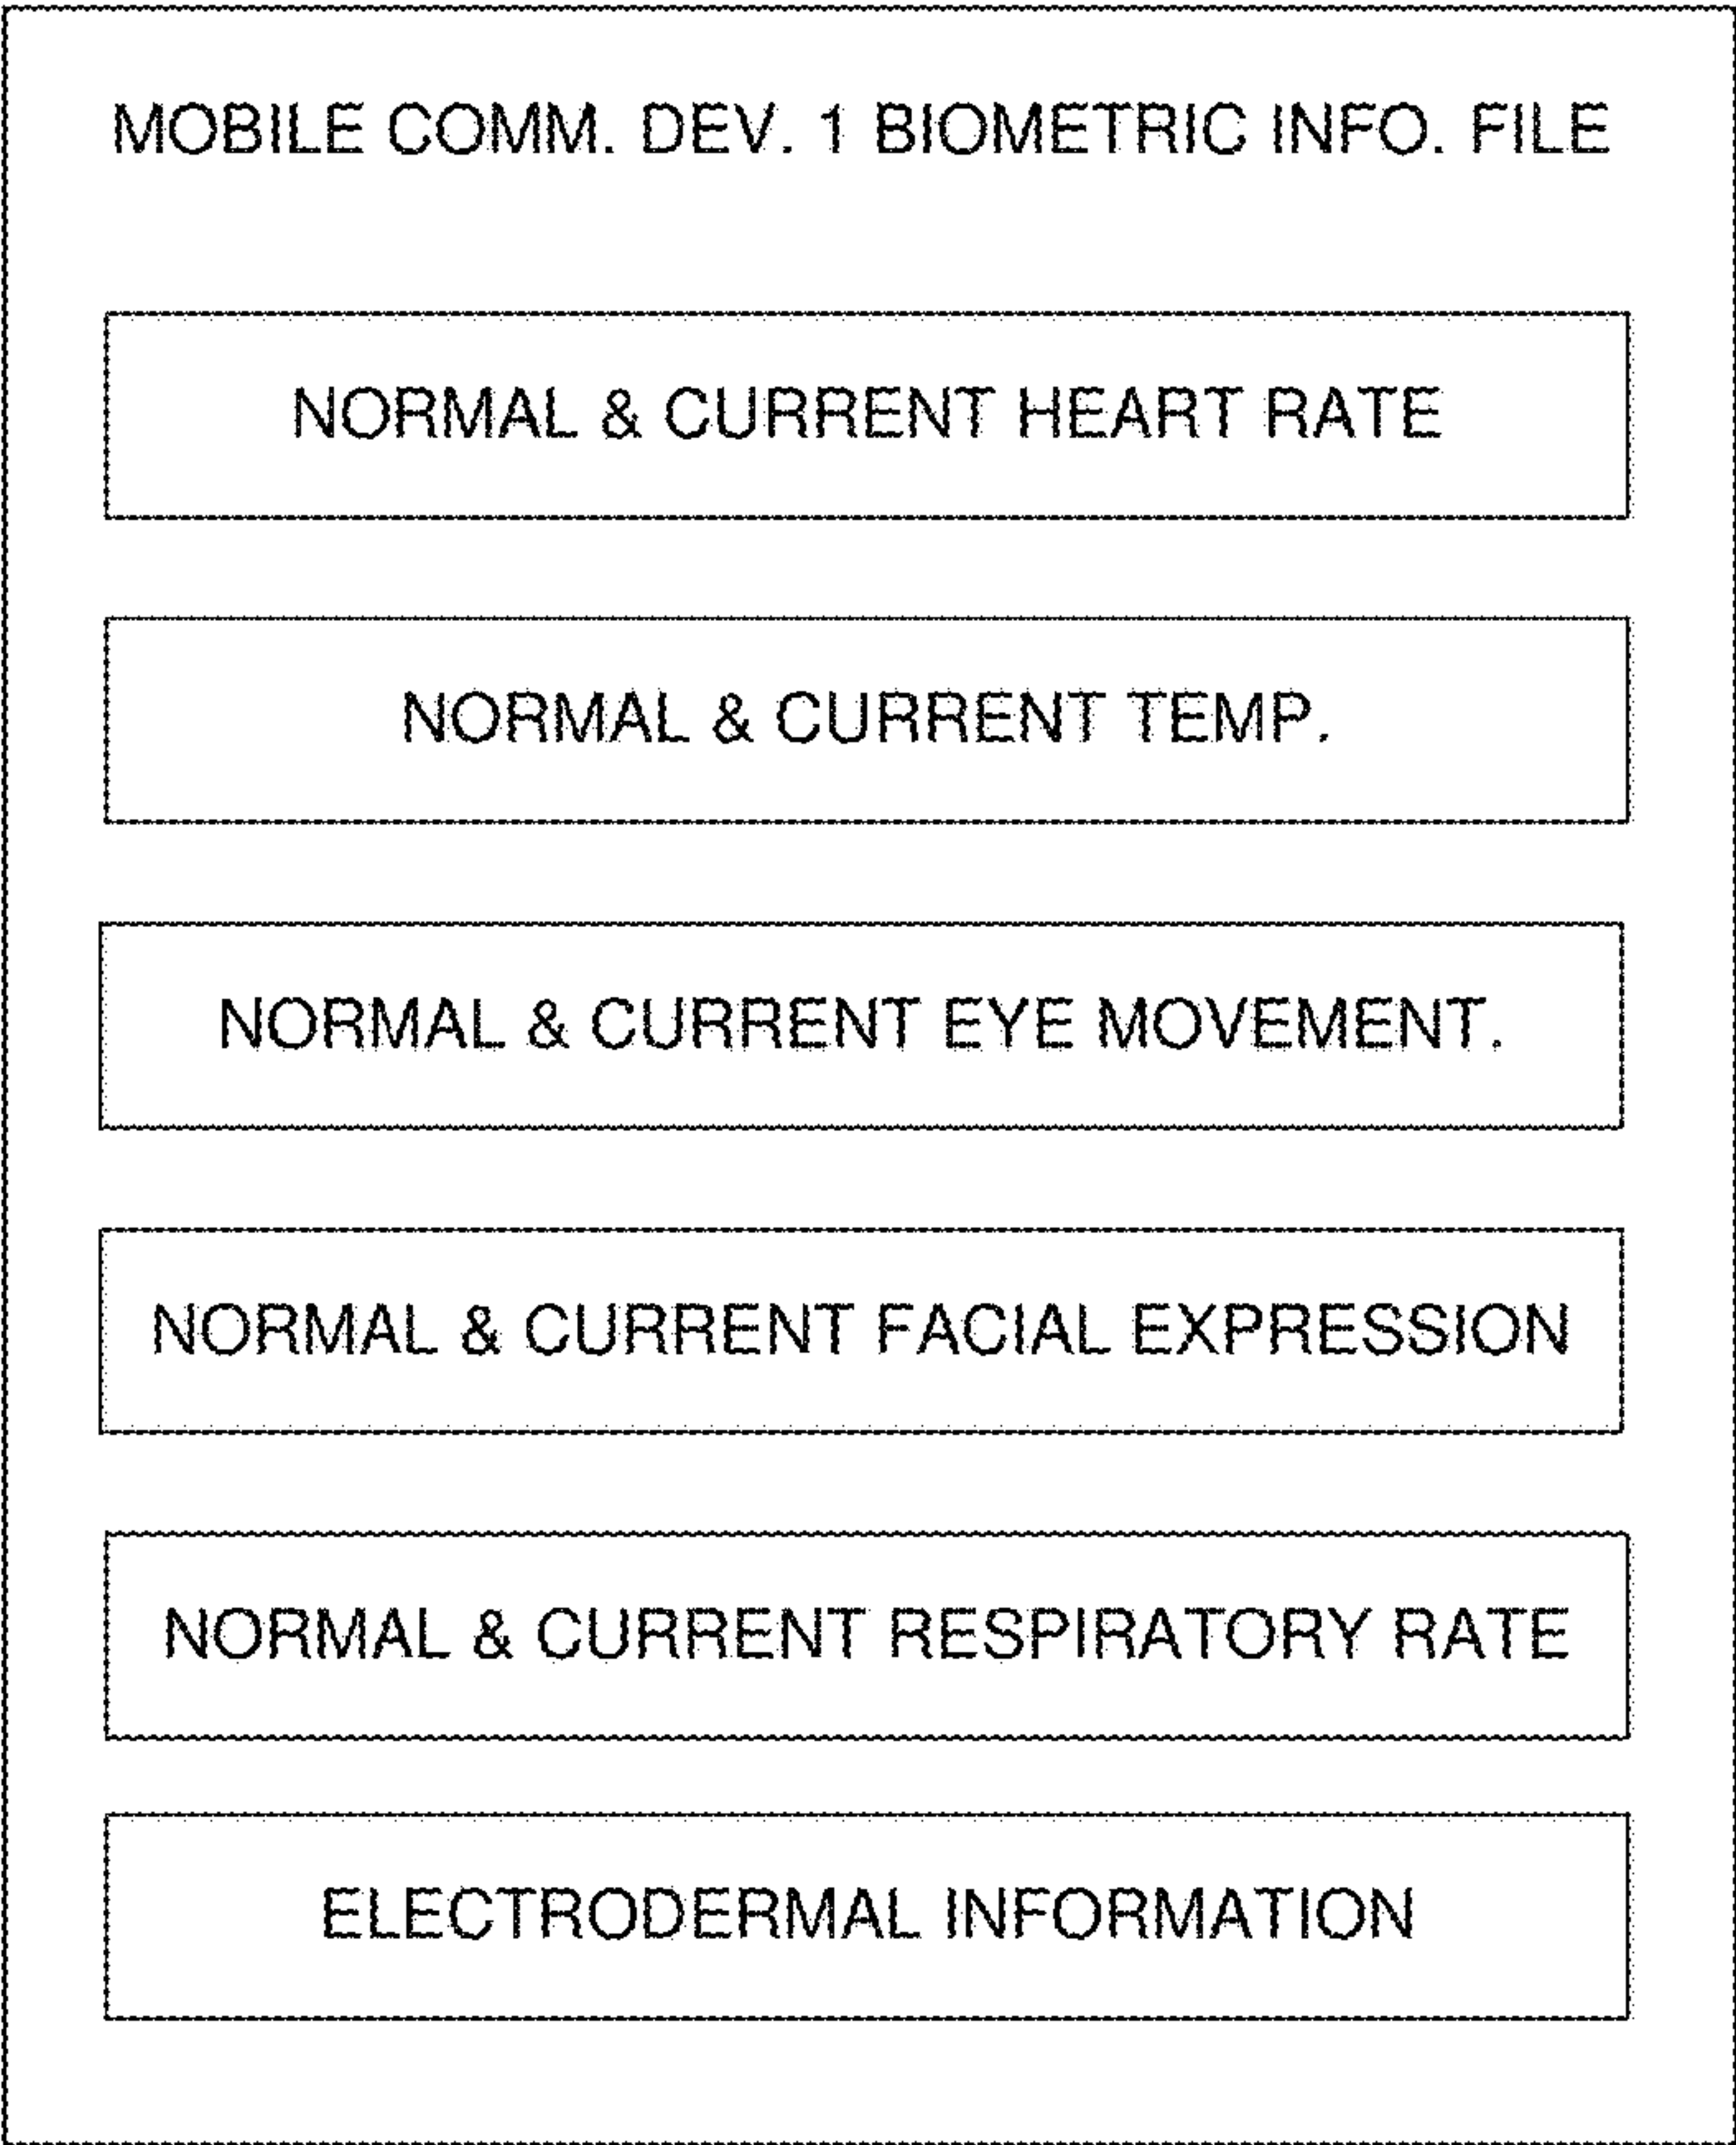 MOBILE COMM. DEV. 1 BIOMETRIC INFO. FILE
NORMAL & CURRENT HEART RATE
NORMAL & CURRENT TEMP.
NORMAL & CURRENT EYE MOVEMENT.
NORMAL & CURRENT FACIAL EXPRESSION
NORMAL & CURRENT RESPIRATORY RATE
ELECTRODERMAL INFORMATION